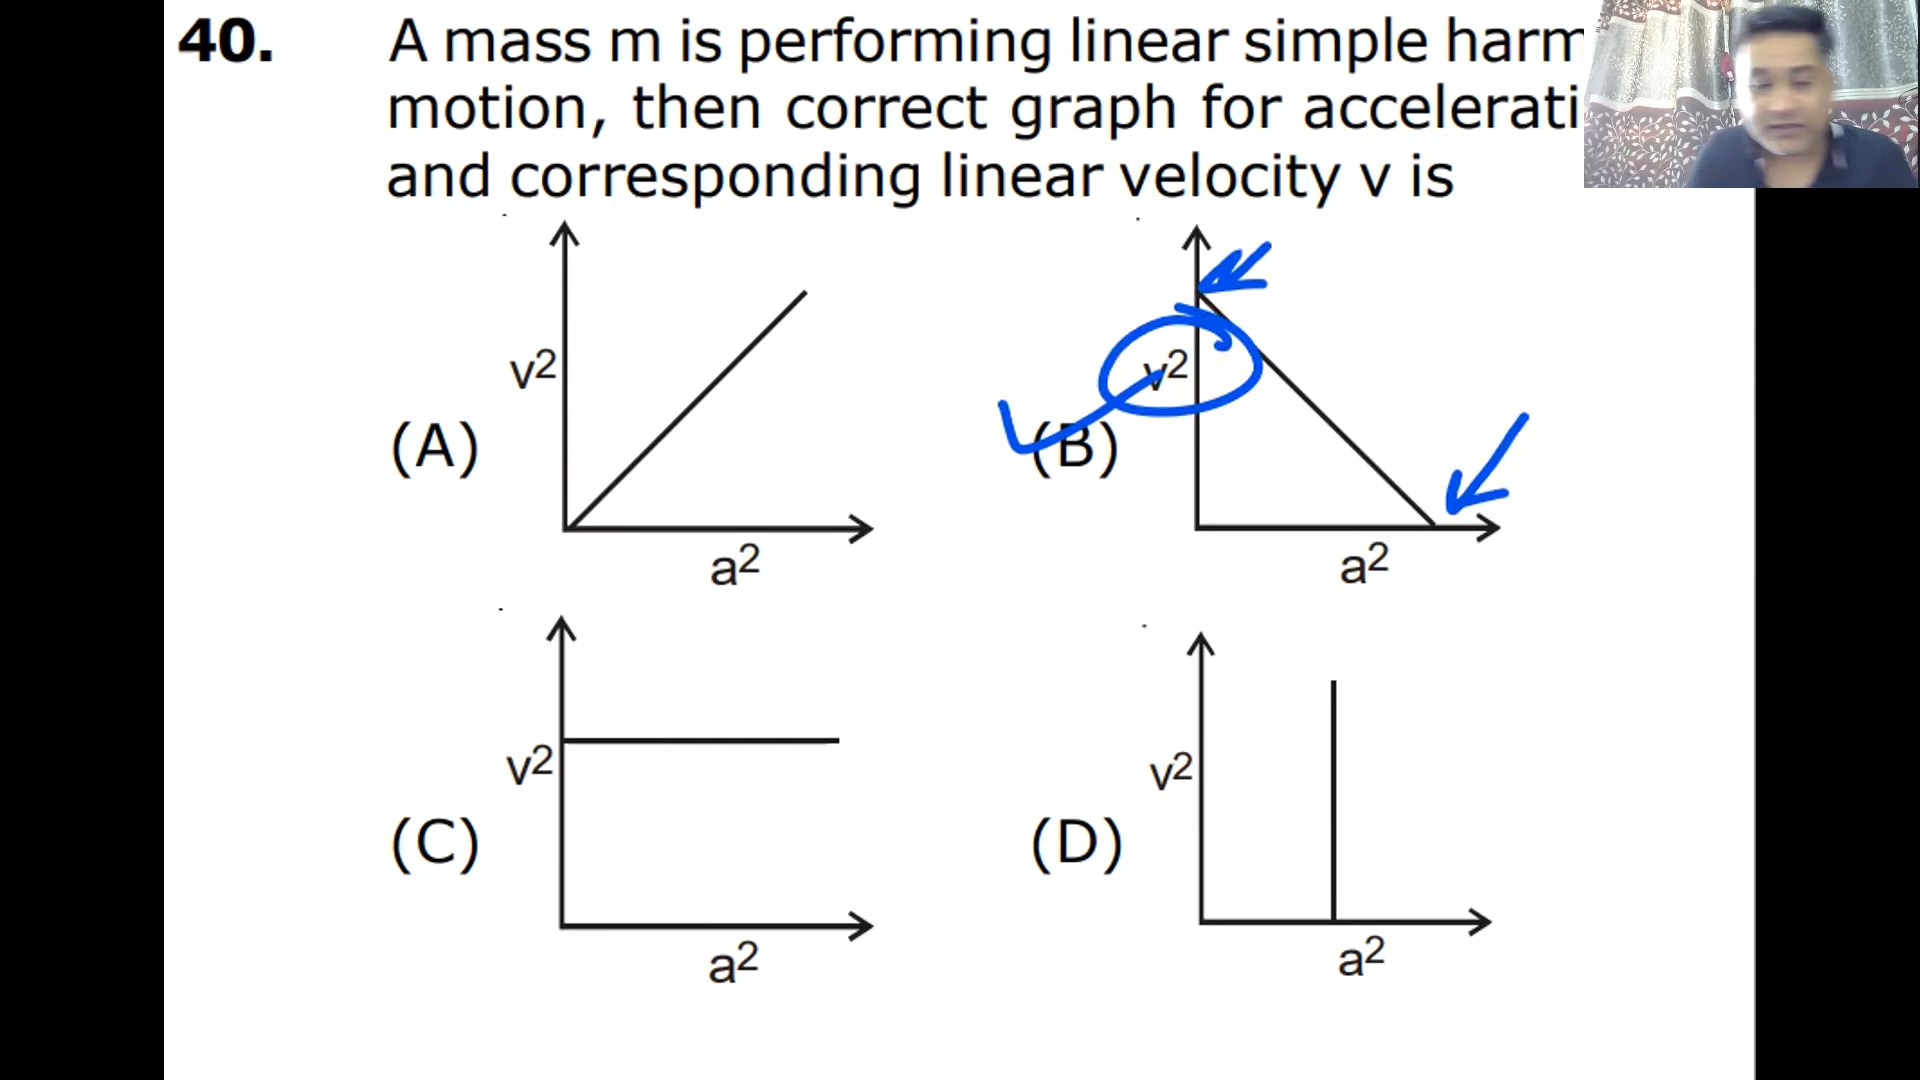 40. A mass m is performing linear simple harm
motion, then correct graph for accelerati
and corresponding linear velocity v is
v2
(A)
a2
v2
(B)
a2
v2
(C)
a2
v2
(D)
a2